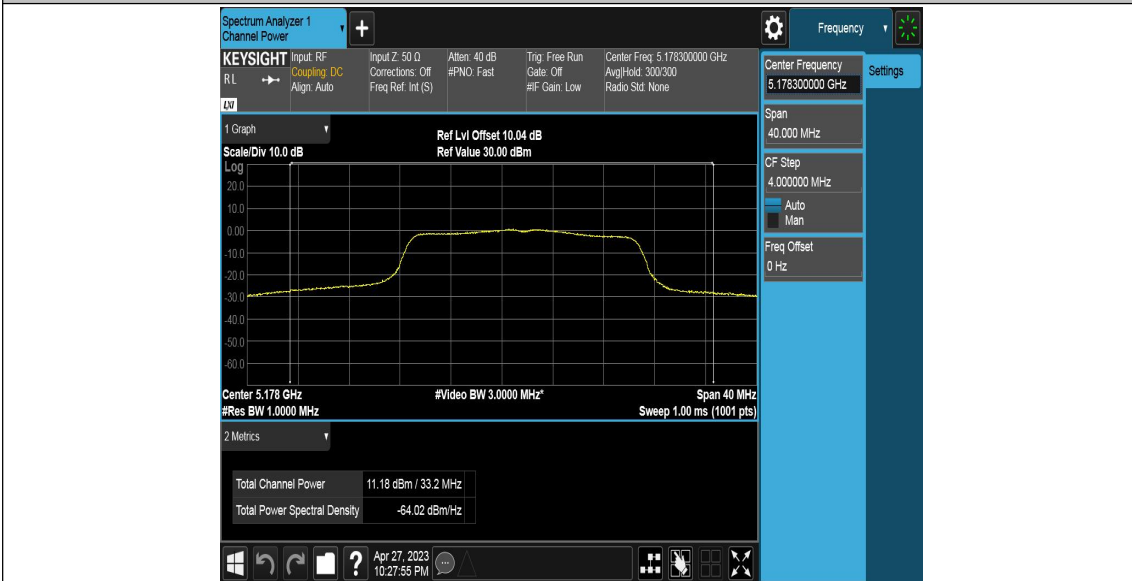 Spectrum Analyzer 1
Channel Power
+
Frequency
KEYSIGHT
R L
LXI
Input: RF
Coupling: DC
Align: Auto
Input Z: 50 Ω
Corrections: Off
Freq Ref: Int (S)
Atten: 40 dB
#PNO: Fast
Trig: Free Run
Gate: Off
#IF Gain: Low
Center Freq: 5.178300000 GHz
Avg|Hold: 300/300
Radio Std: None
Center Frequency
5.178300000 GHz
Settings
Span
40.000 MHz
CF Step
4.000000 MHz
Auto
Man
Freq Offset
0 Hz
1 Graph
Scale/Div 10.0 dB
Ref Lvl Offset 10.04 dB
Ref Value 30.00 dBm
Log
20.0
10.0
0.00
-10.0
-20.0
-30.0
-40.0
-50.0
-60.0
Center 5.178 GHz
#Video BW 3.0000 MHz*
Span 40 MHz
#Res BW 1.0000 MHz
Sweep 1.00 ms (1001 pts)
2 Metrics
Total Channel Power 11.18 dBm / 33.2 MHz
Total Power Spectral Density -64.02 dBm/Hz
?
Apr 27, 2023
10:27:55 PM